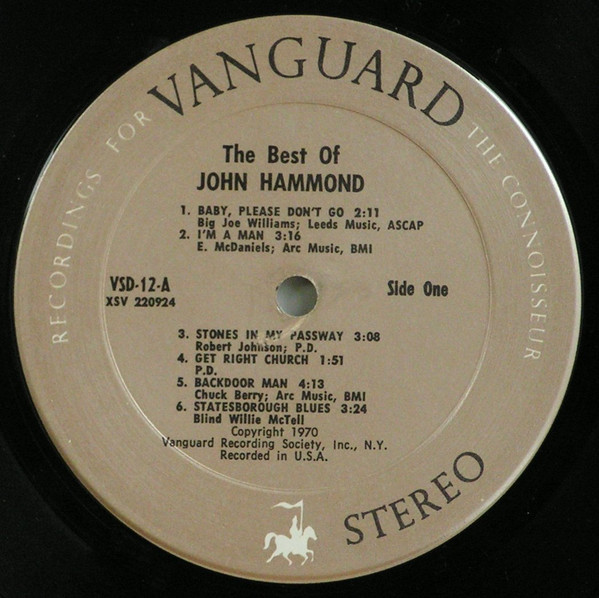 RECORDINGS FOR VANGUARD THE CONNOISSEUR
The Best Of
JOHN HAMMOND
1. BABY, PLEASE DON'T GO 2:11
Big Joe Williams; Leeds Music, ASCAP
2. I'M A MAN 3:16
E. McDaniels; Arc Music, BMI
VSD-12-A
XSV 220924
Side One
3. STONES IN MY PASSWAY 3:08
Robert Johnson; P.D.
4. GET RIGHT CHURCH 1:51
P.D.
5. BACKDOOR MAN 4:13
Chuck Berry; Arc Music, BMI
6. STATESBOROUGH BLUES 3:24
Blind Willie McTell
Copyright 1970
Vanguard Recording Society, Inc., N.Y.
Recorded in U.S.A.
STEREO